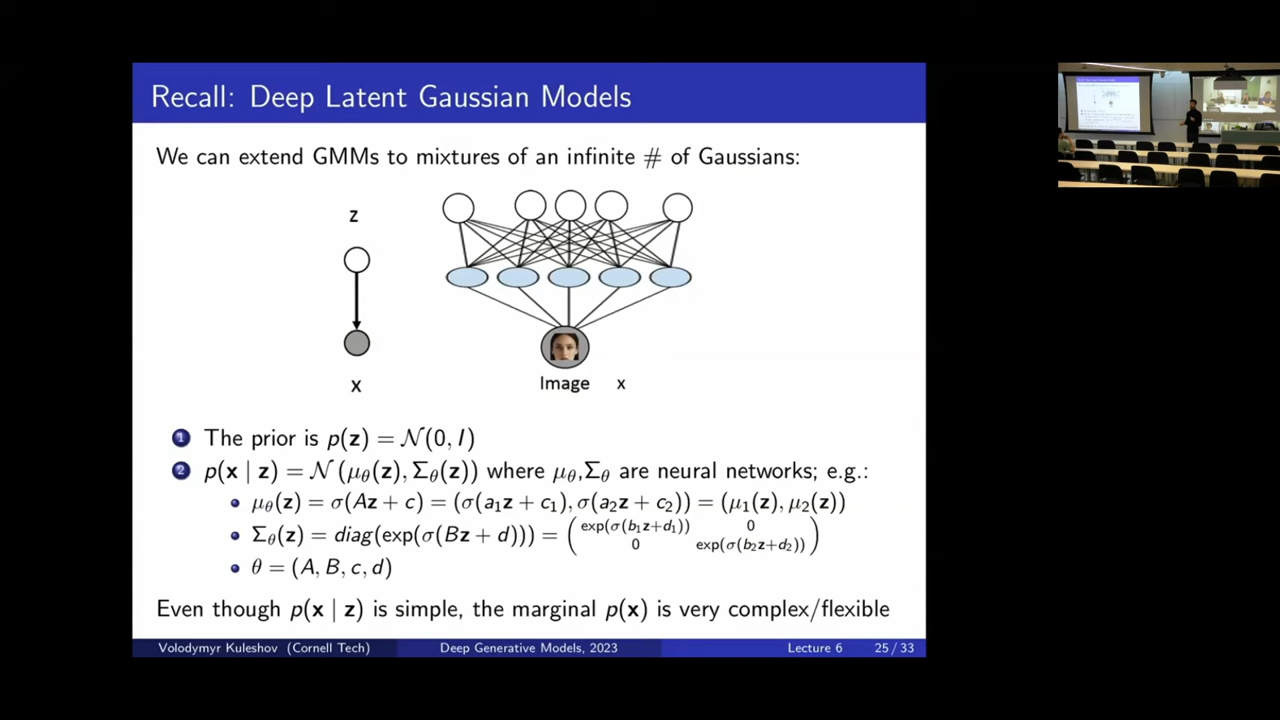 Recall: Deep Latent Gaussian Models
We can extend GMMs to mixtures of an infinite # of Gaussians:
z
x
Image x
1 The prior is p(z) = 𝒩(0, I)
2 p(x | z) = 𝒩(μθ(z), Σθ(z)) where μθ,Σθ are neural networks; e.g.:
μθ(z) = σ(Az + c) = (σ(a₁z + c₁), σ(a₂z + c₂)) = (μ₁(z), μ₂(z))
Σθ(z) = diag(exp(σ(Bz + d))) = ( exp(σ(b₁z+d₁)) 0
0 exp(σ(b₂z+d₂)) )
θ = (A, B, c, d)
Even though p(x | z) is simple, the marginal p(x) is very complex/flexible
Volodymyr Kuleshov (Cornell Tech) Deep Generative Models, 2023 Lecture 6 25 / 33